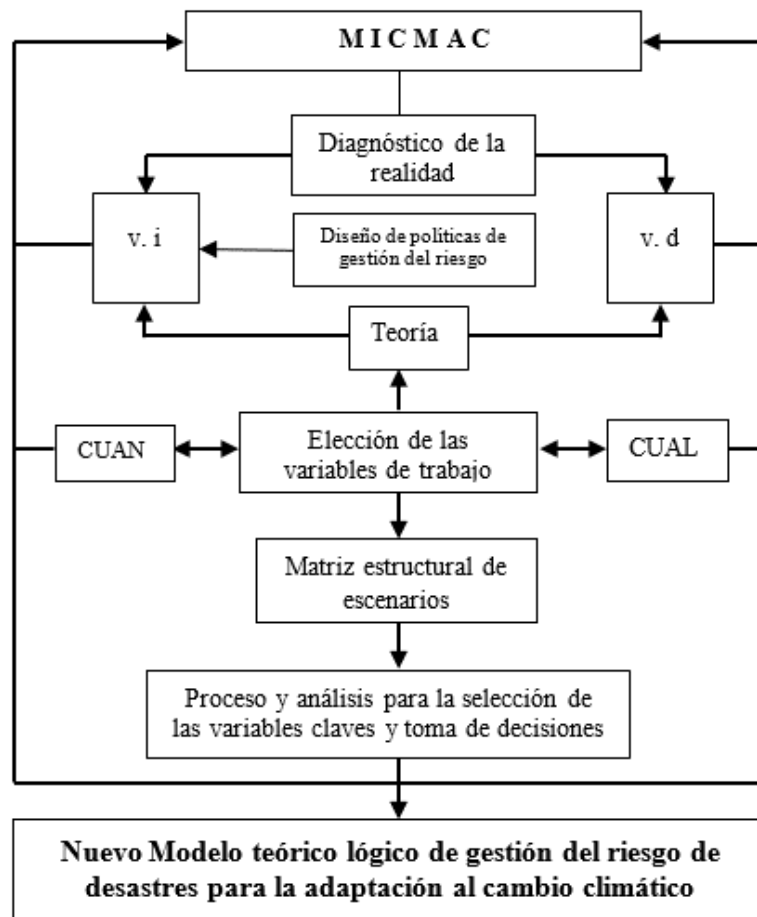 M I C M A C
Diagnóstico de la
realidad
v. i
Diseño de políticas de
gestión del riesgo
v. d
Teoría
CUAN
Elección de las
variables de trabajo
CUAL
Matriz estructural de
escenarios
Proceso y análisis para la selección de
las variables claves y toma de decisiones
Nuevo Modelo teórico lógico de gestión del riesgo de
desastres para la adaptación al cambio climático